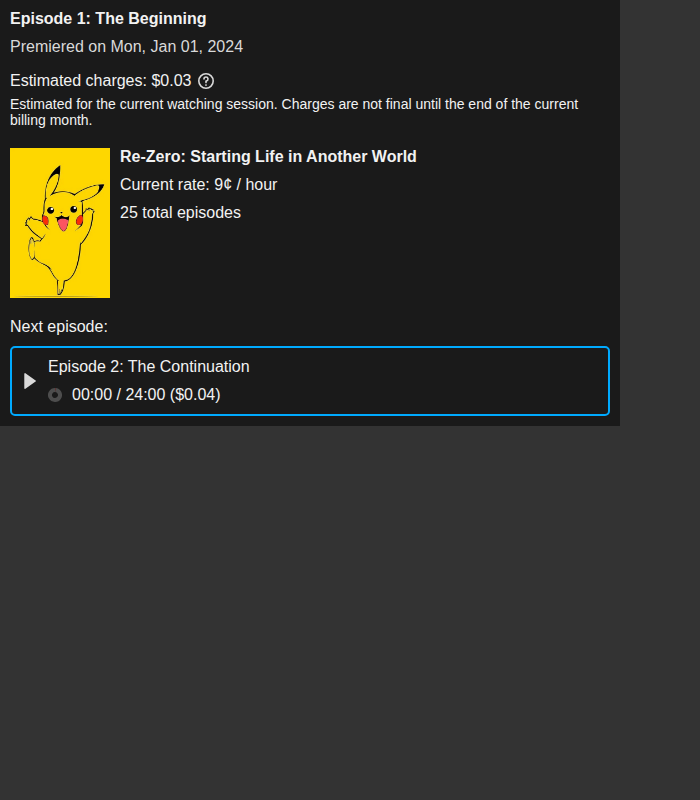 Episode 1: The Beginning
Premiered on Mon, Jan 01, 2024
Estimated charges: $0.03
Estimated for the current watching session. Charges are not final until the end of the current
billing month.
Re-Zero: Starting Life in Another World
Current rate: 9¢ / hour
25 total episodes
Next episode:
Episode 2: The Continuation
00:00 / 24:00 ($0.04)